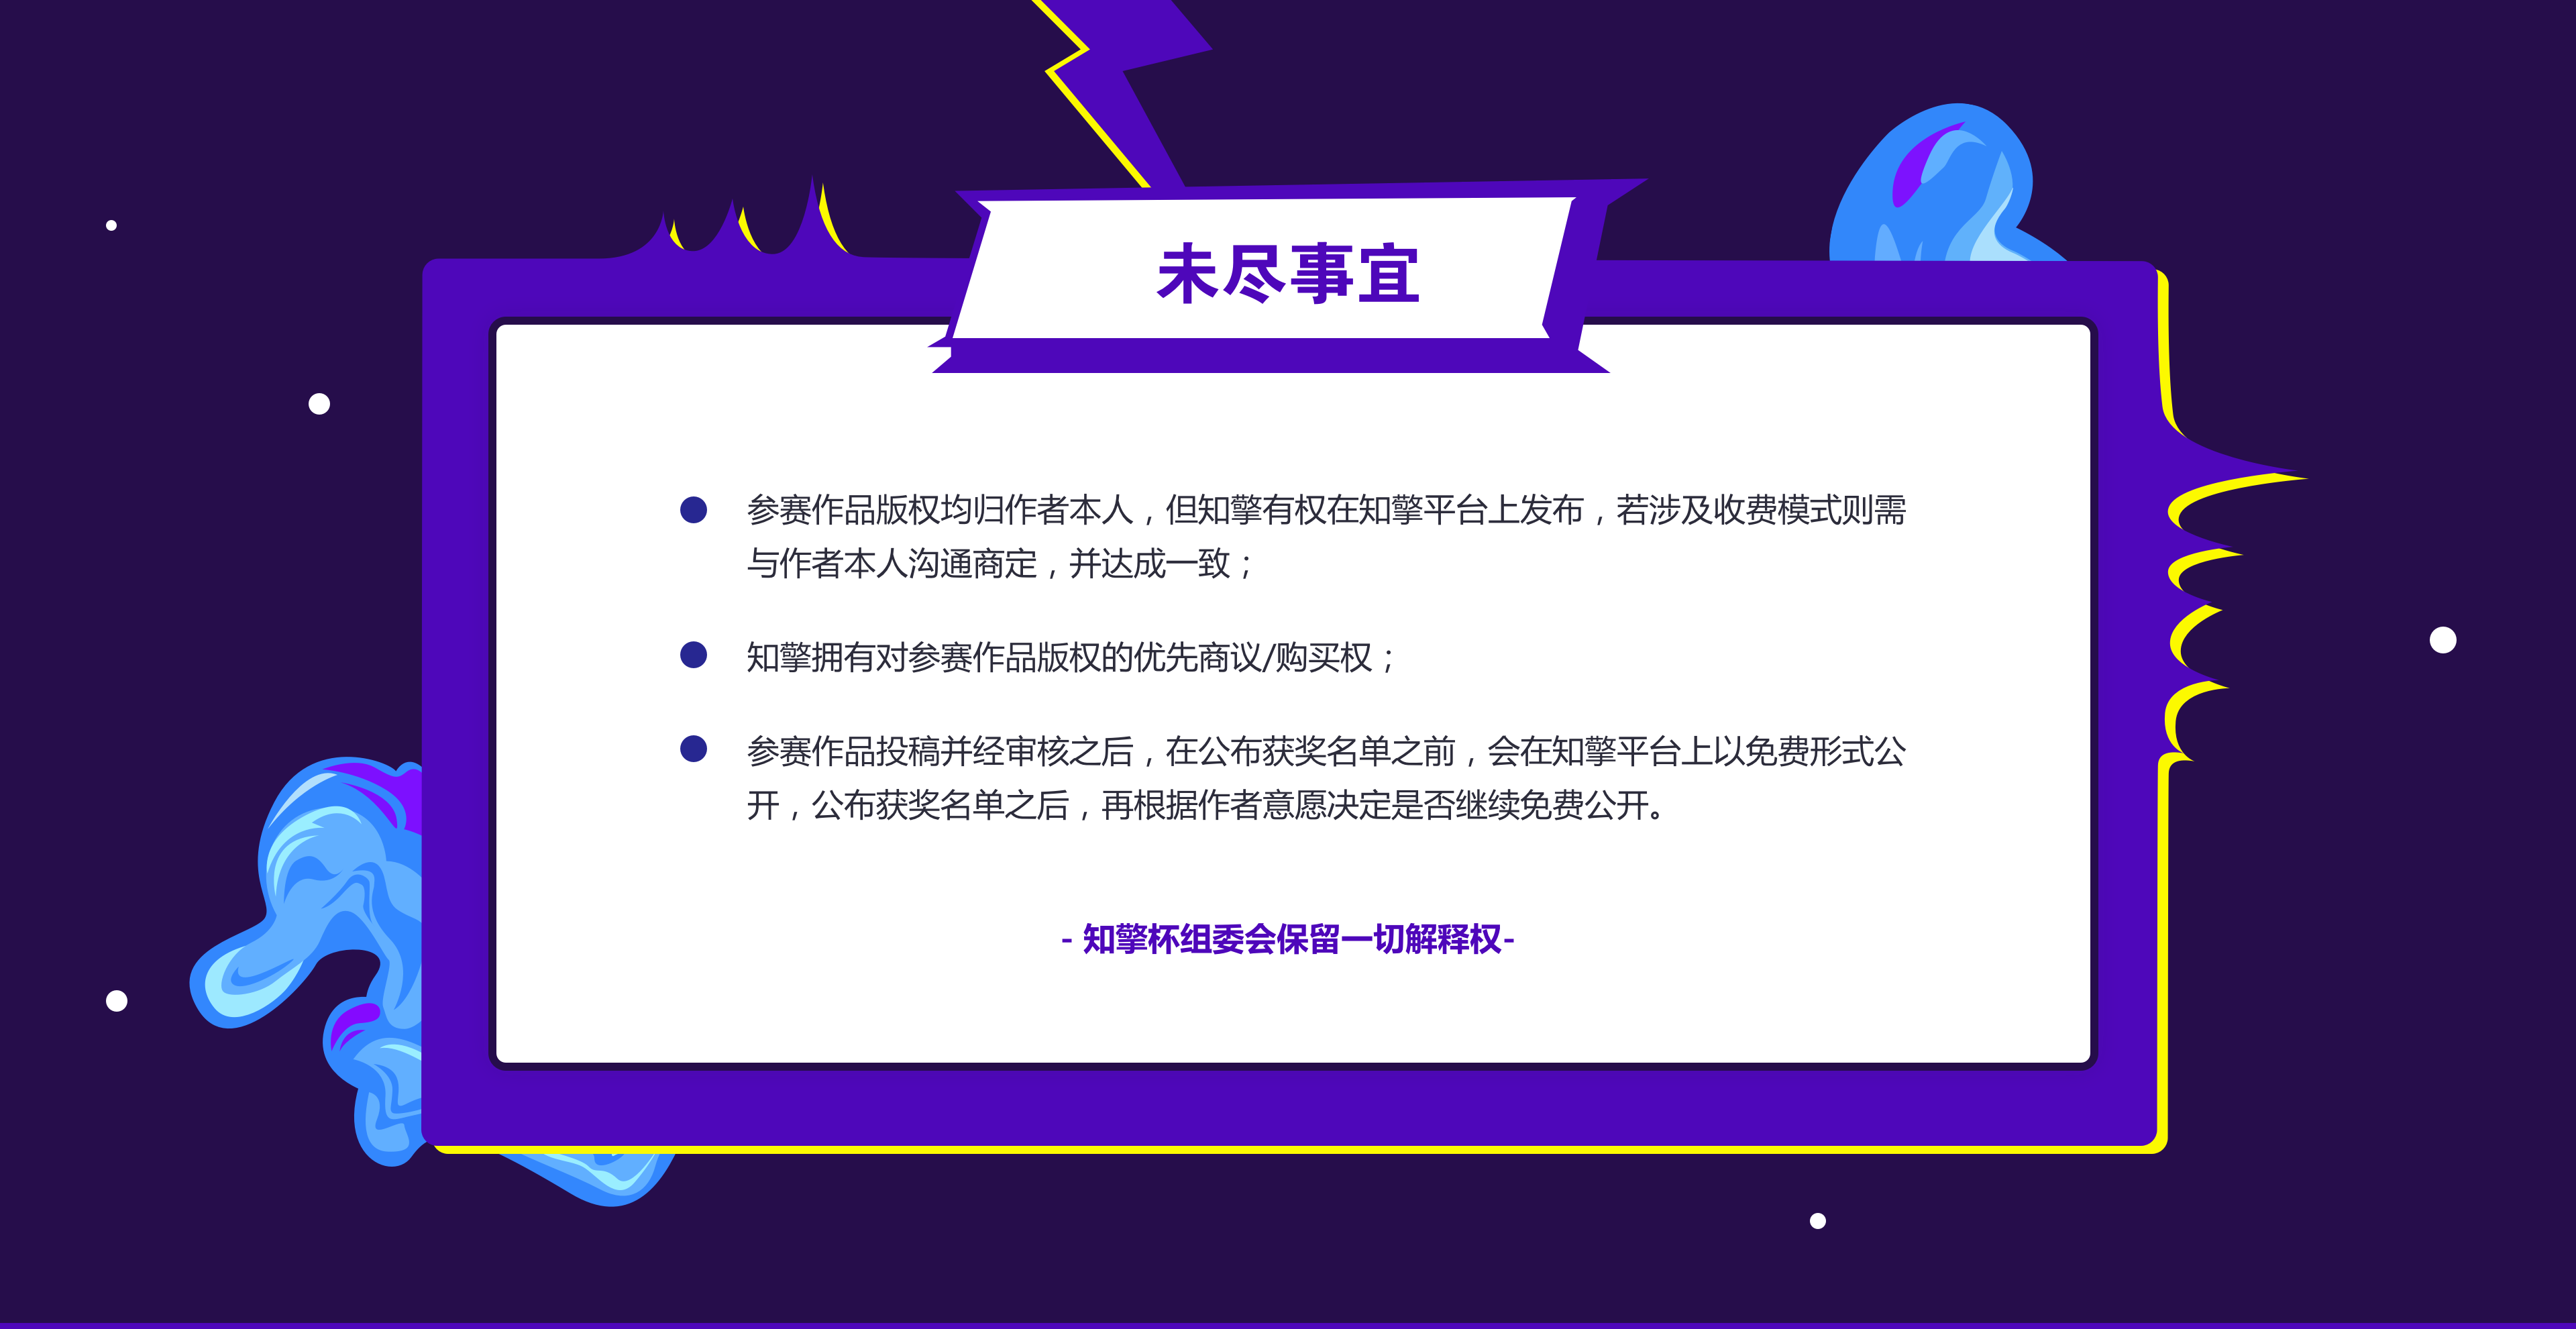 未尽事宜
参赛作品版权均归作者本人，但知擎有权在知擎平台上发布，若涉及收费模式则需
与作者本人沟通商定，并达成一致；
知擎拥有对参赛作品版权的优先商议/购买权；
参赛作品投稿并经审核之后，在公布获奖名单之前，会在知擎平台上以免费形式公
开，公布获奖名单之后，再根据作者意愿决定是否继续免费公开。
- 知擎杯组委会保留一切解释权-